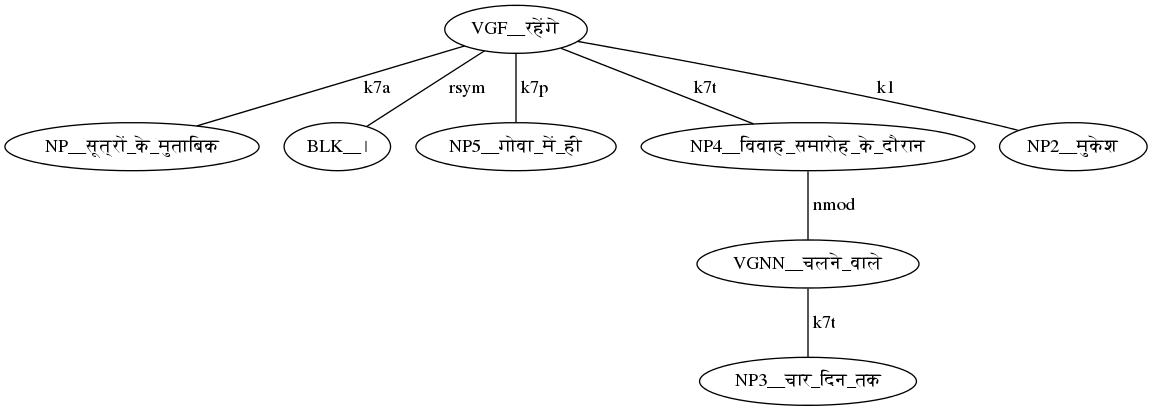 VGF__रहेंगे
k7a
rsym
k7p
k7t
k1
NP__सूत्रों_के_मुताबिक
BLK__।
NP5__गोवा_में_ही
NP4__विवाह_समारोह_के_दौरान
NP2__मुकेश
nmod
VGNN__चलने_वाले
k7t
NP3__चार_दिन_तक